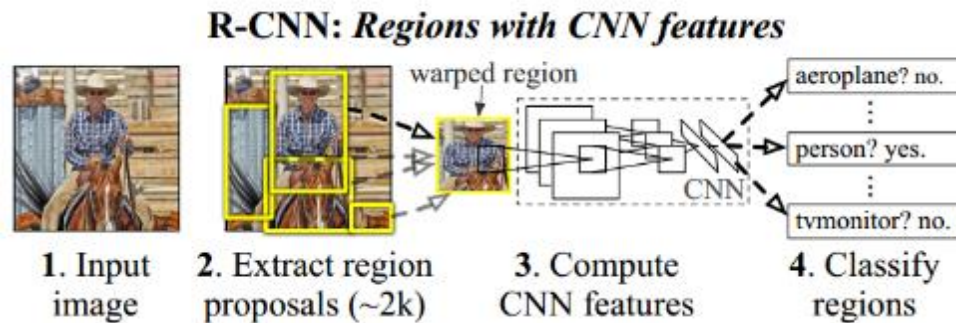 R-CNN: Regions with CNN features
warped region
aeroplane? no.
⋮
person? yes.
⋮
tvmonitor? no.
CNN
1. Input
image
2. Extract region
proposals (~2k)
3. Compute
CNN features
4. Classify
regions